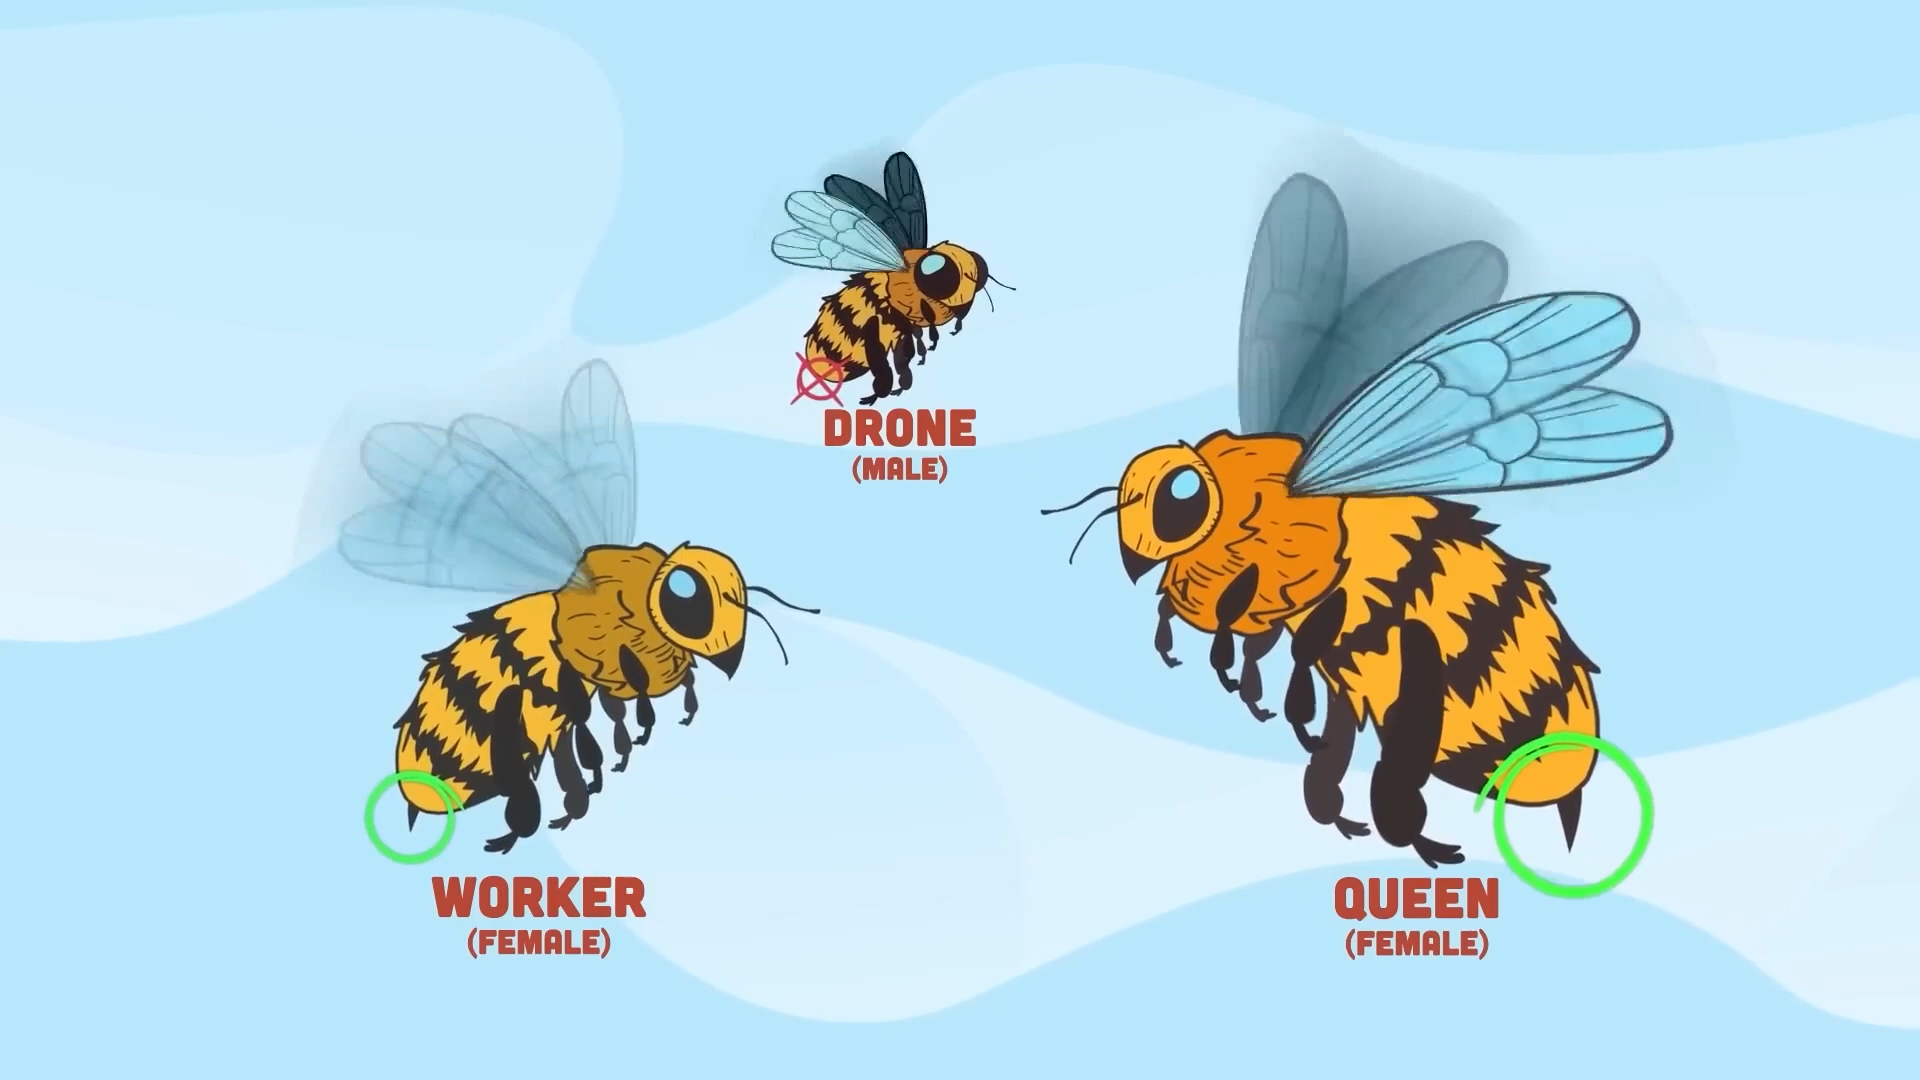 DRONE
(MALE)
WORKER
(FEMALE)
QUEEN
(FEMALE)